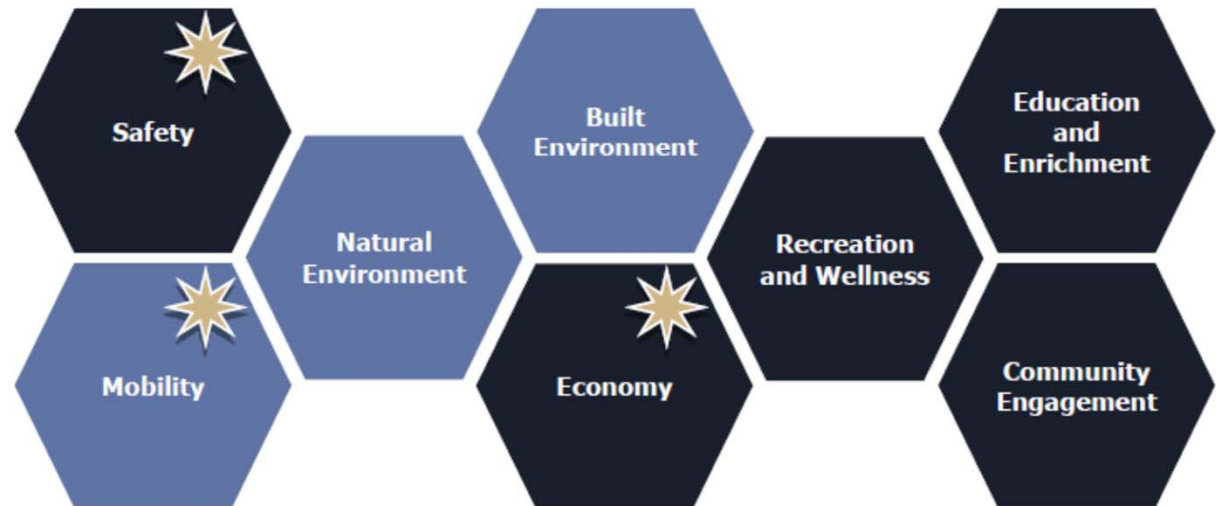 Safety
Mobility
Natural
Environment
Built
Environment
Economy
Recreation
and Wellness
Education
and
Enrichment
Community
Engagement